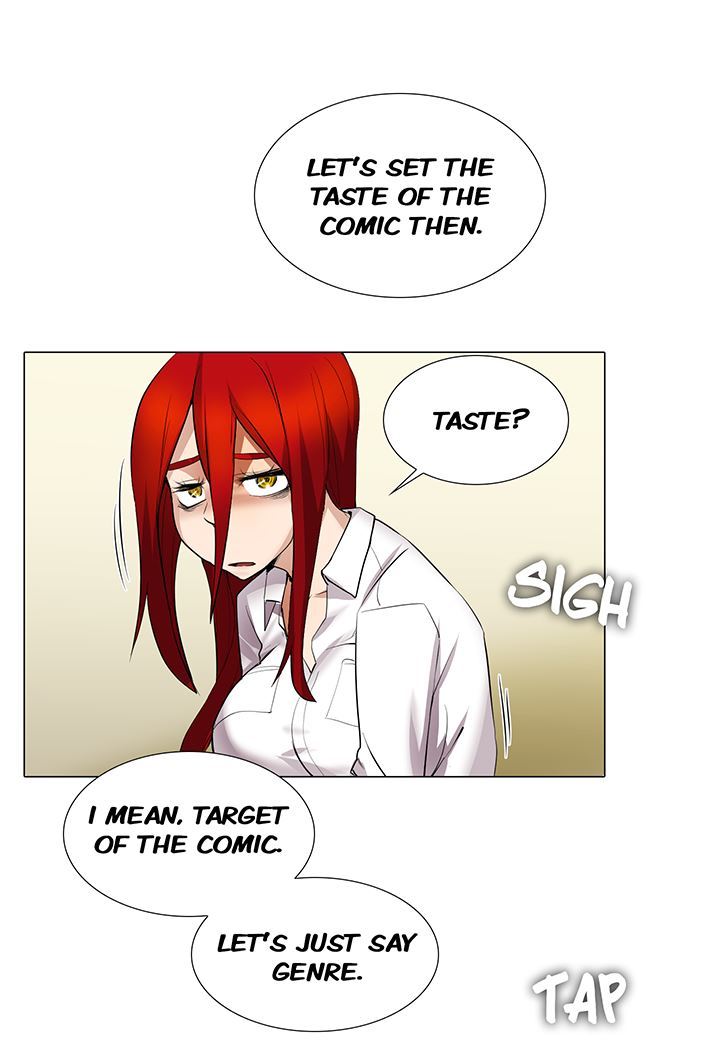 LET'S SET THE
TASTE OF THE
COMIC THEN.
TASTE?
SIGH
I MEAN, TARGET
OF THE COMIC.
LET'S JUST SAY
GENRE.
TAP